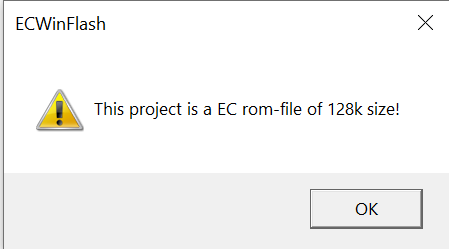 ECWinFlash
This project is a EC rom-file of 128k size!
OK